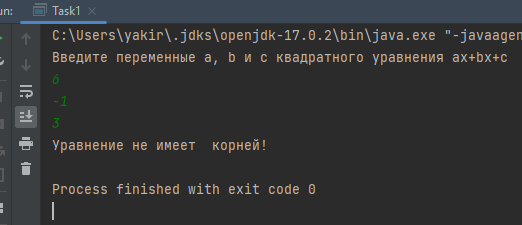 un:
Task1
C:\Users\yakir\.jdks\openjdk-17.0.2\bin\java.exe "-javaagen
Введите переменные a, b и c квадратного уравнения ax+bx+c
6
-1
3
Уравнение не имеет  корней!
Process finished with exit code 0